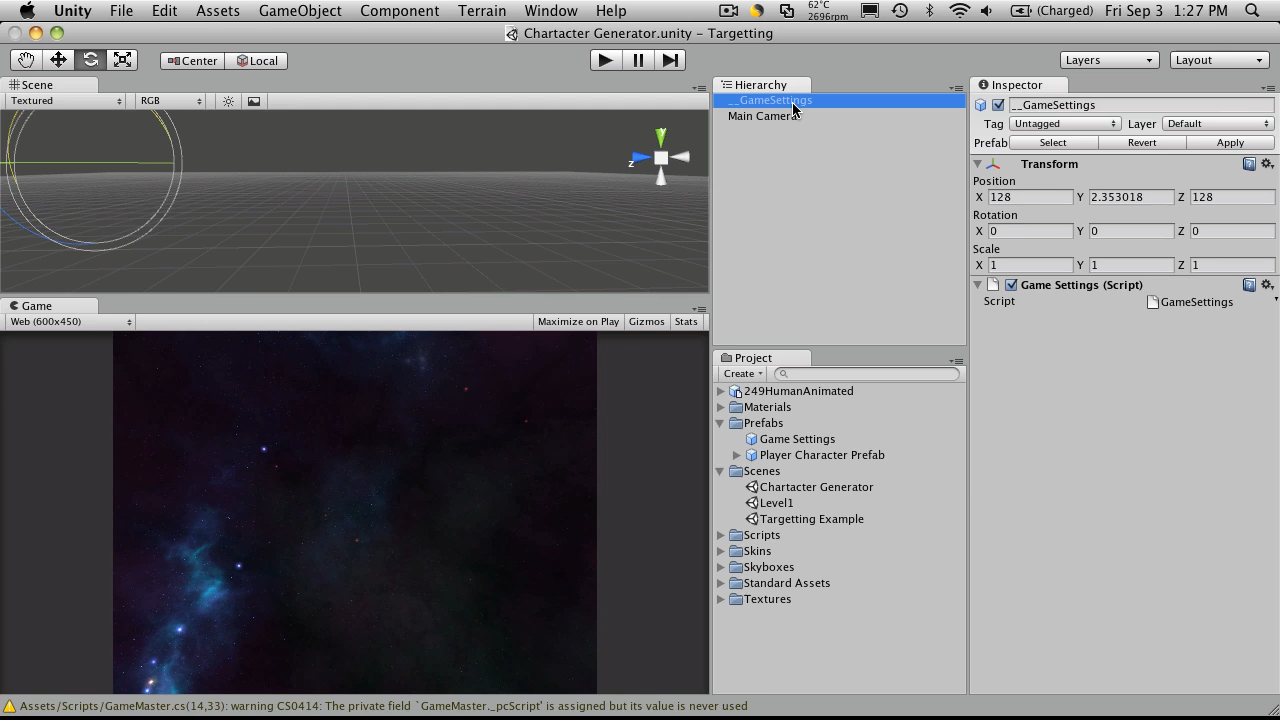 Unity File Edit Assets GameObject Component Terrain Window Help 62°C 2696rpm (Charged) Fri Sep 3 1:27 PM
Chartacter Generator.unity – Targetting
Center Local Layers Layout
Scene
Textured RGB
y
z
Game
Web (600x450) Maximize on Play Gizmos Stats
Hierarchy
__GameSettings
Main Camera
Project
Create
249HumanAnimated
Materials
Prefabs
Game Settings
Player Character Prefab
Scenes
Chartacter Generator
Level1
Targetting Example
Scripts
Skins
Skyboxes
Standard Assets
Textures
Inspector
__GameSettings
Tag Untagged Layer Default
Prefab Select Revert Apply
Transform
Position
X 128 Y 2.353018 Z 128
Rotation
X 0 Y 0 Z 0
Scale
X 1 Y 1 Z 1
Game Settings (Script)
Script GameSettings
Assets/Scripts/GameMaster.cs(14,33): warning CS0414: The private field `GameMaster._pcScript' is assigned but its value is never used